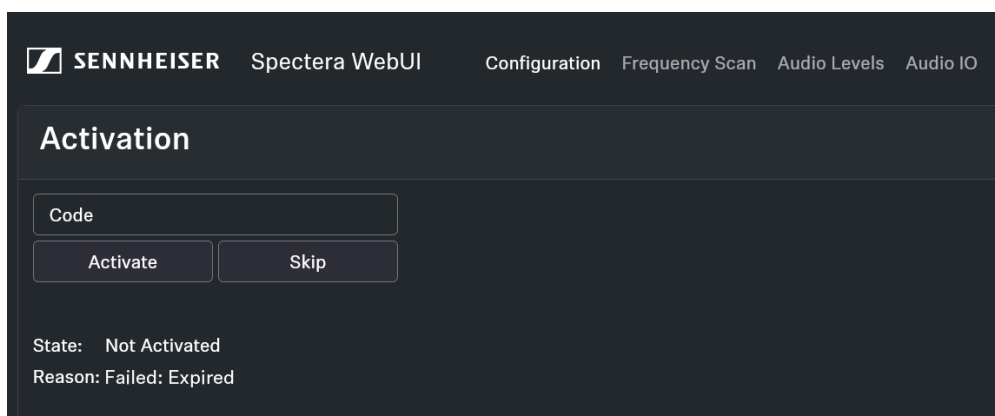 SENNHEISER Spectera WebUI Configuration Frequency Scan Audio Levels Audio IO
Activation
Code
Activate Skip
State: Not Activated
Reason: Failed: Expired